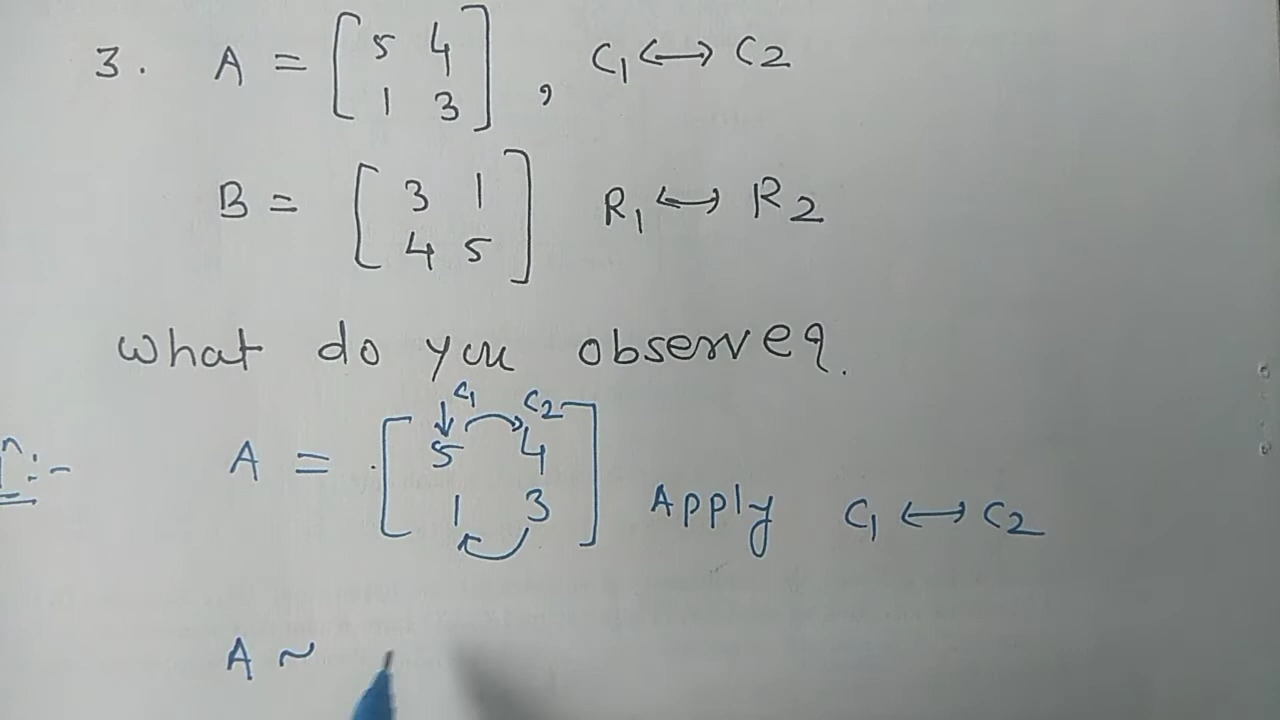 3. A = [ 5 4
1 3 ] , C₁ ↔ C₂
B = [ 3 1
4 5 ] R₁ ↔ R₂
what do you observeq.
C₁ C₂
n:- A = [ 5 4
1 3 ] Apply C₁ ↔ C₂
A ~